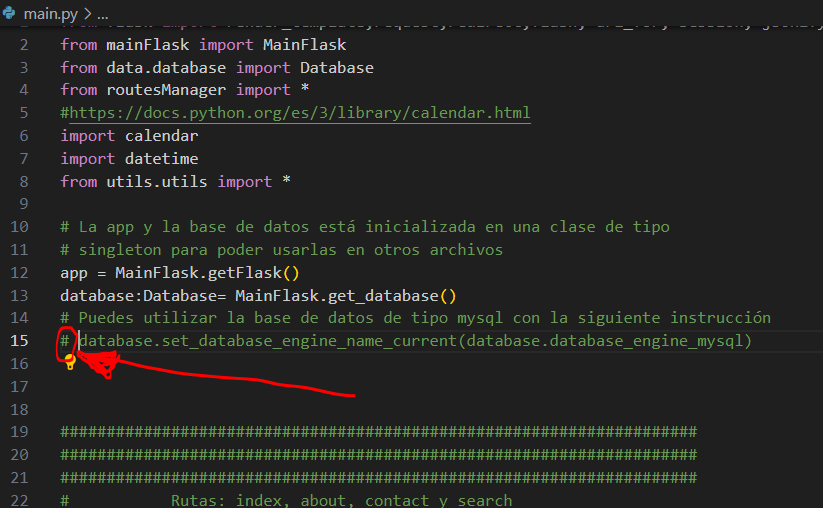 main.py > ...
2 from mainFlask import MainFlask
3 from data.database import Database
4 from routesManager import *
5 #https://docs.python.org/es/3/library/calendar.html
6 import calendar
7 import datetime
8 from utils.utils import *
9
10 # La app y la base de datos está inicializada en una clase de tipo
11 # singleton para poder usarlas en otros archivos
12 app = MainFlask.getFlask()
13 database:Database= MainFlask.get_database()
14 # Puedes utilizar la base de datos de tipo mysql con la siguiente instrucción
15 # database.set_database_engine_name_current(database.database_engine_mysql)
16
17
18
19 #####################################################################
20 #####################################################################
21 #####################################################################
22 # Rutas: index, about, contact y search